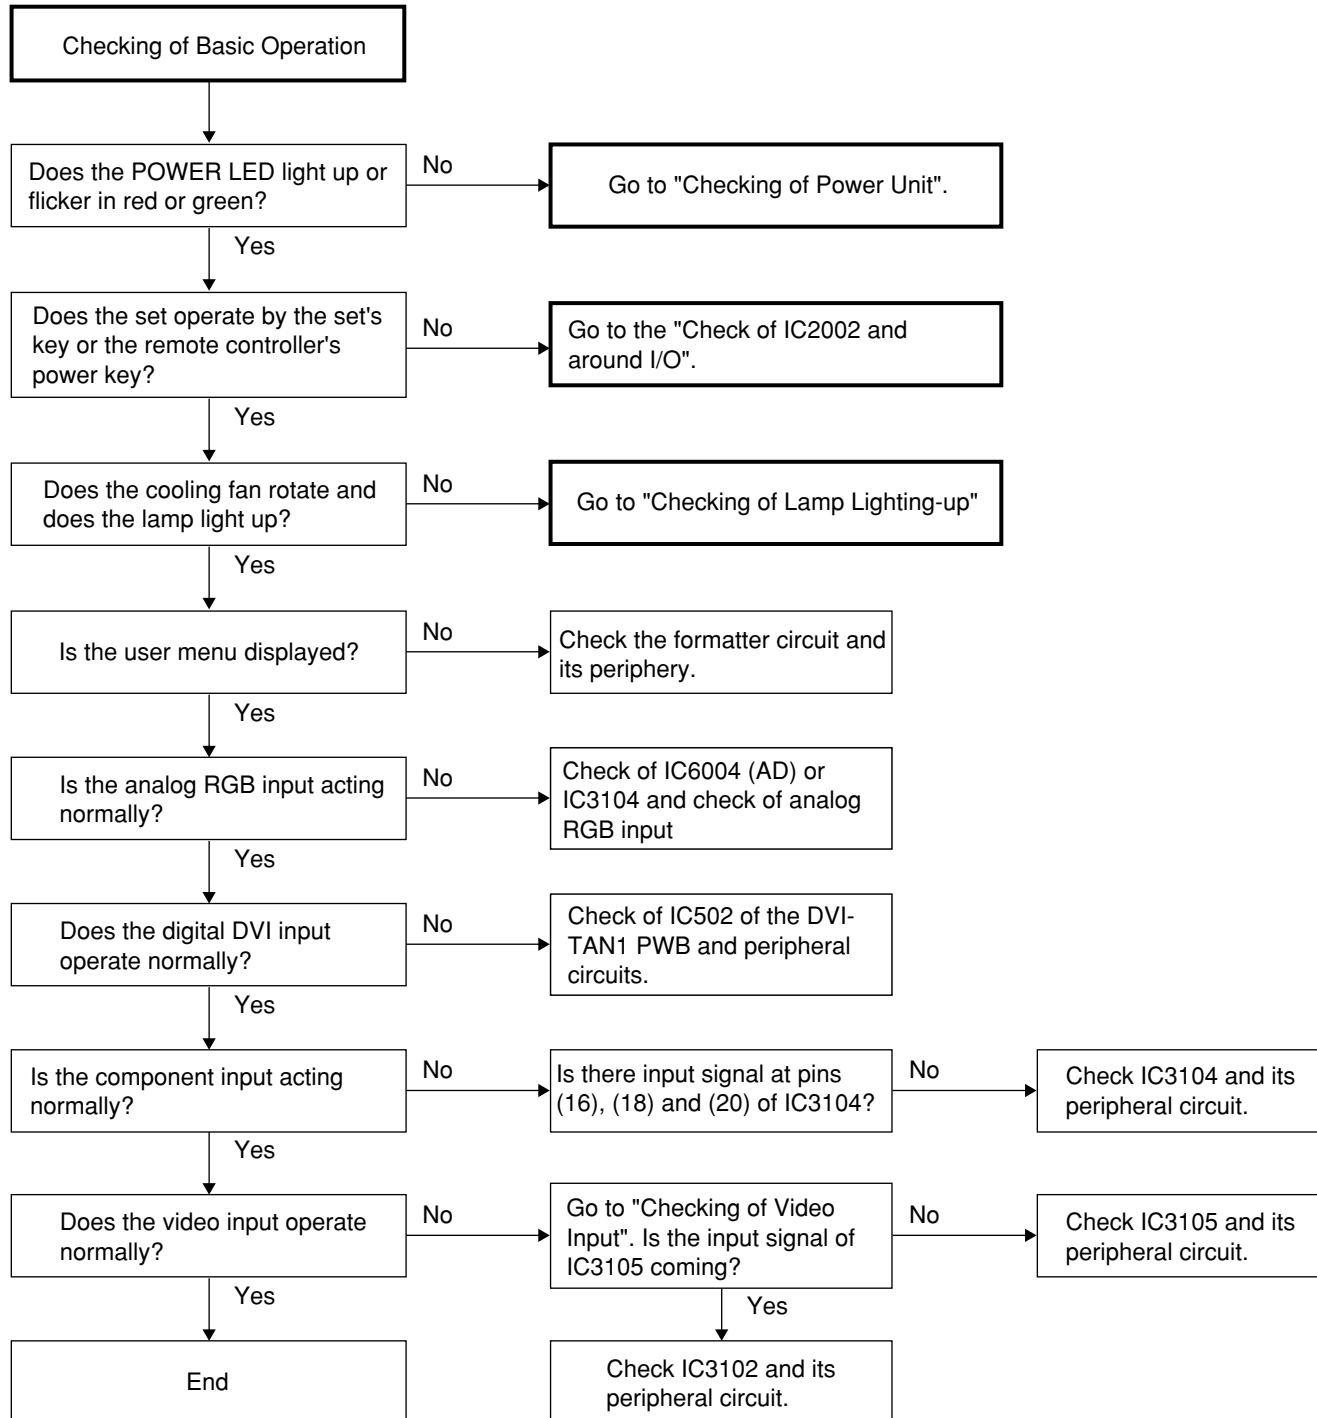 Checking of Basic Operation
Does the POWER LED light up or
flicker in red or green?
No
Go to "Checking of Power Unit".
Yes
Does the set operate by the set's
key or the remote controller's
power key?
No
Go to the "Check of IC2002 and
around I/O".
Yes
Does the cooling fan rotate and
does the lamp light up?
No
Go to "Checking of Lamp Lighting-up"
Yes
Is the user menu displayed?
No
Check the formatter circuit and
its periphery.
Yes
Is the analog RGB input acting
normally?
No
Check of IC6004 (AD) or
IC3104 and check of analog
RGB input
Yes
Does the digital DVI input
operate normally?
No
Check of IC502 of the DVI-
TAN1 PWB and peripheral
circuits.
Yes
Is the component input acting
normally?
No
Is there input signal at pins
(16), (18) and (20) of IC3104?
No
Check IC3104 and its
peripheral circuit.
Yes
Does the video input operate
normally?
No
Go to "Checking of Video
Input". Is the input signal of
IC3105 coming?
No
Check IC3105 and its
peripheral circuit.
Yes
Yes
End
Check IC3102 and its
peripheral circuit.